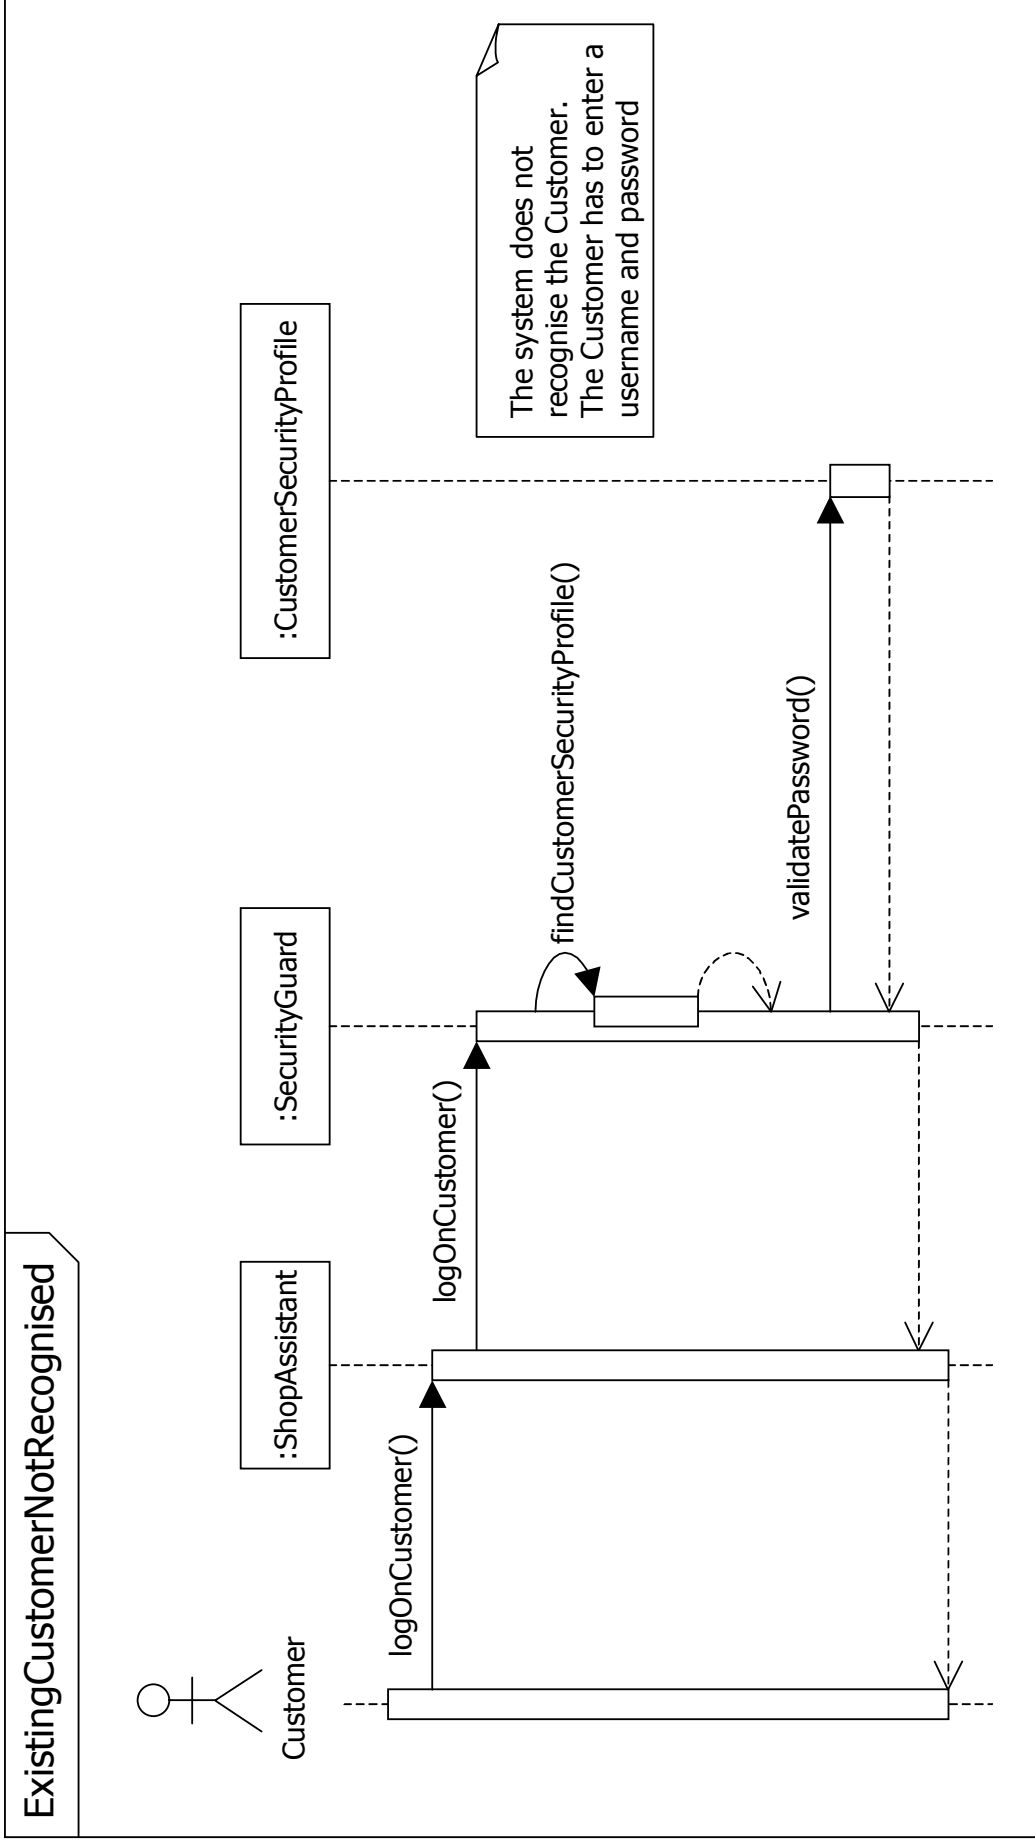 ExistingCustomerNotRecognised
Customer
:ShopAssistant
:SecurityGuard
:CustomerSecurityProfile
logOnCustomer()
logOnCustomer()
findCustomerSecurityProfile()
validatePassword()
The system does not
recognise the Customer.
The Customer has to enter a
username and password